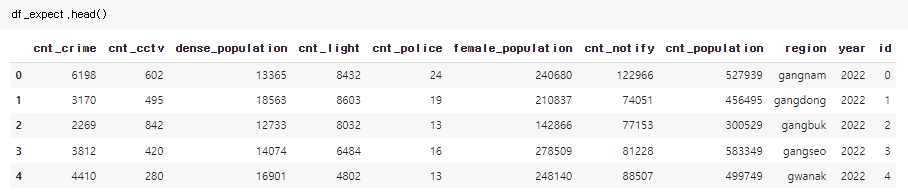 df_expect.head()
cnt_crime cnt_cctv dense_population cnt_light cnt_police female_population cnt_notify cnt_population region year id
0 6198 602 13365 8432 24 240680 122966 527939 gangnam 2022 0
1 3170 495 18563 8603 19 210837 74051 456495 gangdong 2022 1
2 2269 842 12733 8032 13 142866 77153 300529 gangbuk 2022 2
3 3812 420 14074 6484 16 278509 81228 583349 gangseo 2022 3
4 4410 280 16901 4802 13 248140 88507 499749 gwanak 2022 4